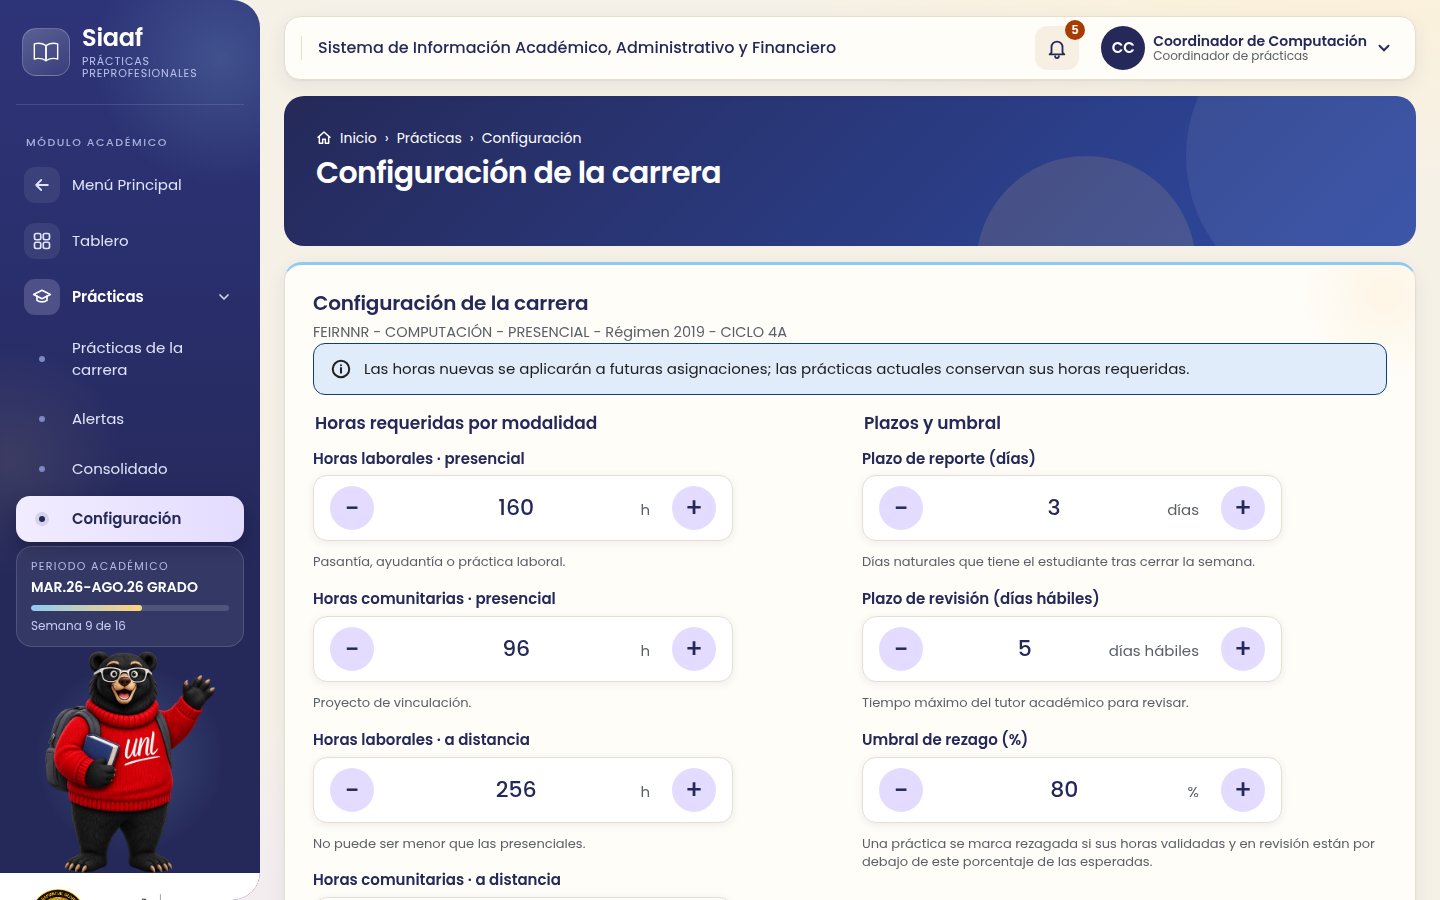 Siaaf
PRÁCTICAS
PREPROFESIONALES
MÓDULO ACADÉMICO
Menú Principal
Tablero
Prácticas
Prácticas de la
carrera
Alertas
Consolidado
Configuración
PERIODO ACADÉMICO
MAR.26-AGO.26 GRADO
Semana 9 de 16
unl
Sistema de Información Académico, Administrativo y Financiero
5
CC
Coordinador de Computación
Coordinador de prácticas
Inicio › Prácticas › Configuración
Configuración de la carrera
Configuración de la carrera
FEIRNNR - COMPUTACIÓN - PRESENCIAL - Régimen 2019 - CICLO 4A
Las horas nuevas se aplicarán a futuras asignaciones; las prácticas actuales conservan sus horas requeridas.
Horas requeridas por modalidad
Horas laborales · presencial
− 160 h +
Pasantía, ayudantía o práctica laboral.
Horas comunitarias · presencial
− 96 h +
Proyecto de vinculación.
Horas laborales · a distancia
− 256 h +
No puede ser menor que las presenciales.
Horas comunitarias · a distancia
Plazos y umbral
Plazo de reporte (días)
− 3 días +
Días naturales que tiene el estudiante tras cerrar la semana.
Plazo de revisión (días hábiles)
− 5 días hábiles +
Tiempo máximo del tutor académico para revisar.
Umbral de rezago (%)
− 80 % +
Una práctica se marca rezagada si sus horas validadas y en revisión están por
debajo de este porcentaje de las esperadas.